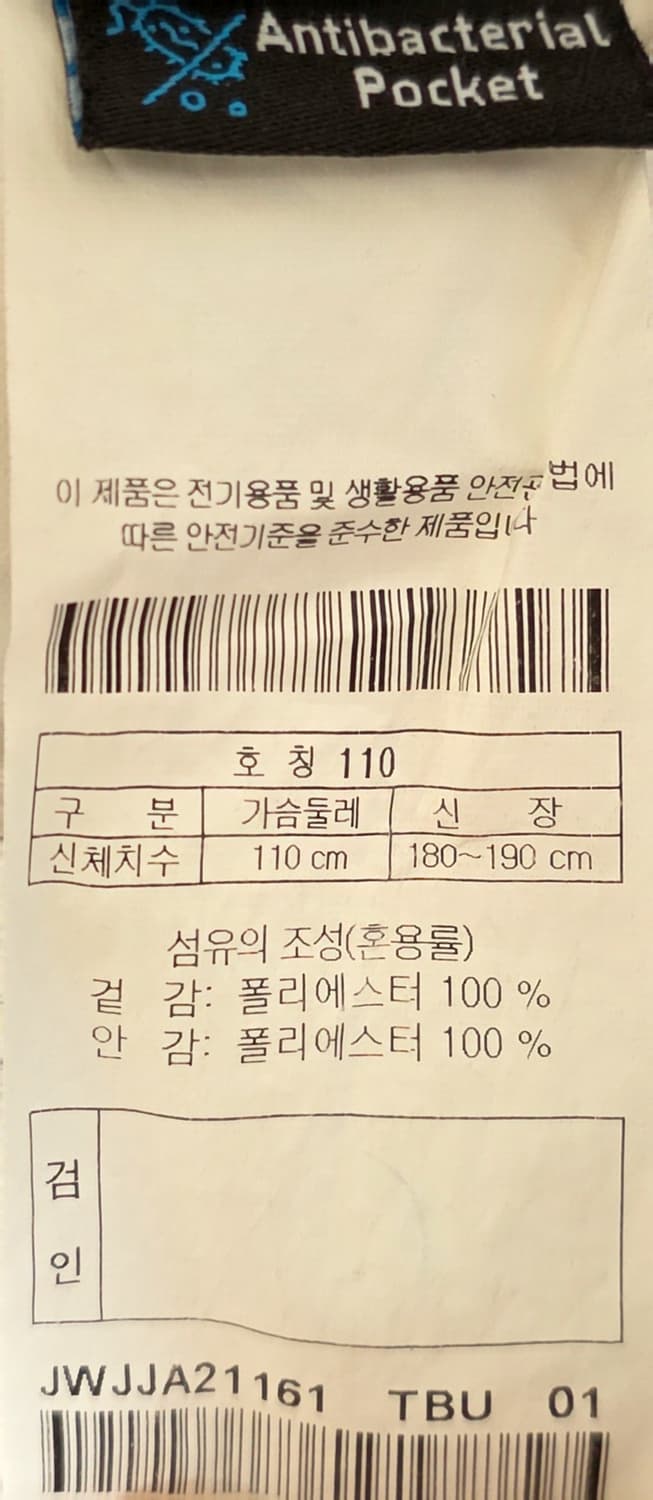 Antibacterial
Pocket
이 제품은 전기용품 및 생활용품 법에
따른 안전기준을 준수한 제품입니다
호 칭 110
구 분 가슴둘레 신 장
신체치수 110 cm 180~190 cm
섬유의 조성(혼용률)
겉 감: 폴리에스터 100 %
안 감: 폴리에스터 100 %
검
인
JWJJA21161 TBU 01